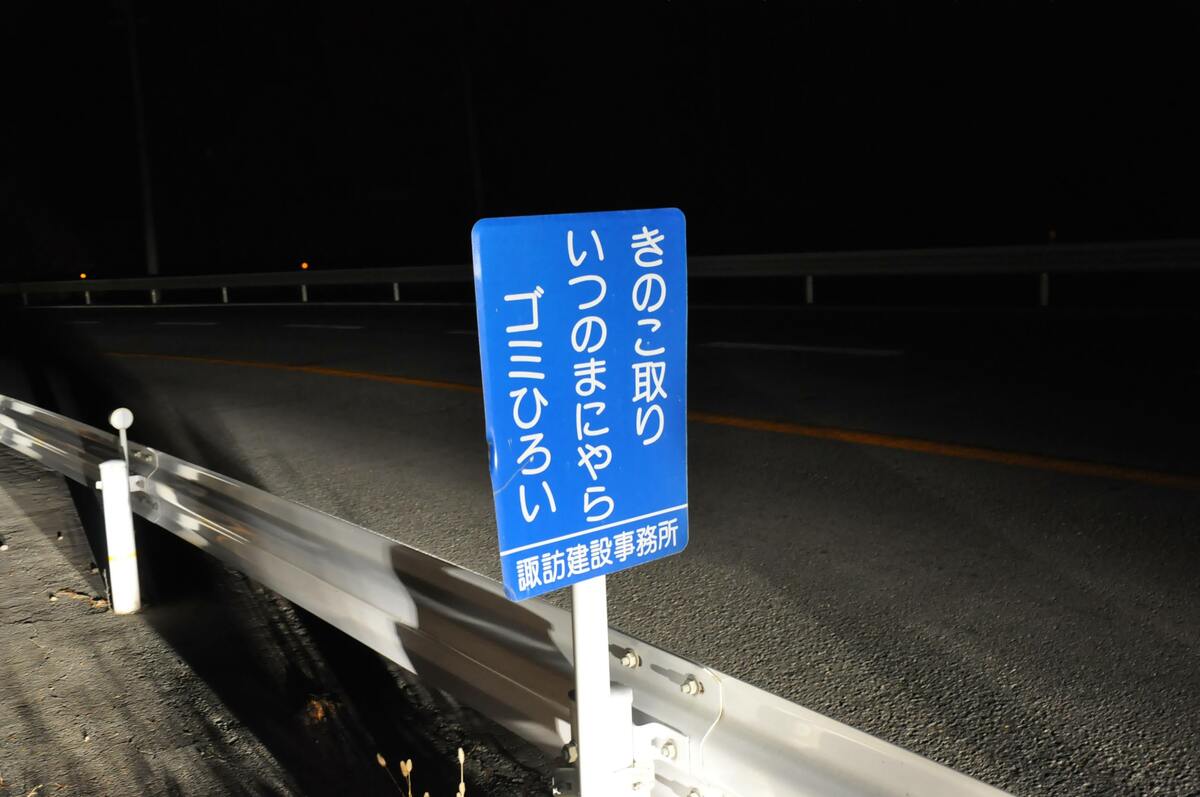 きのこ取り
いつのまにやら
ゴミひろい
諏訪建設事務所